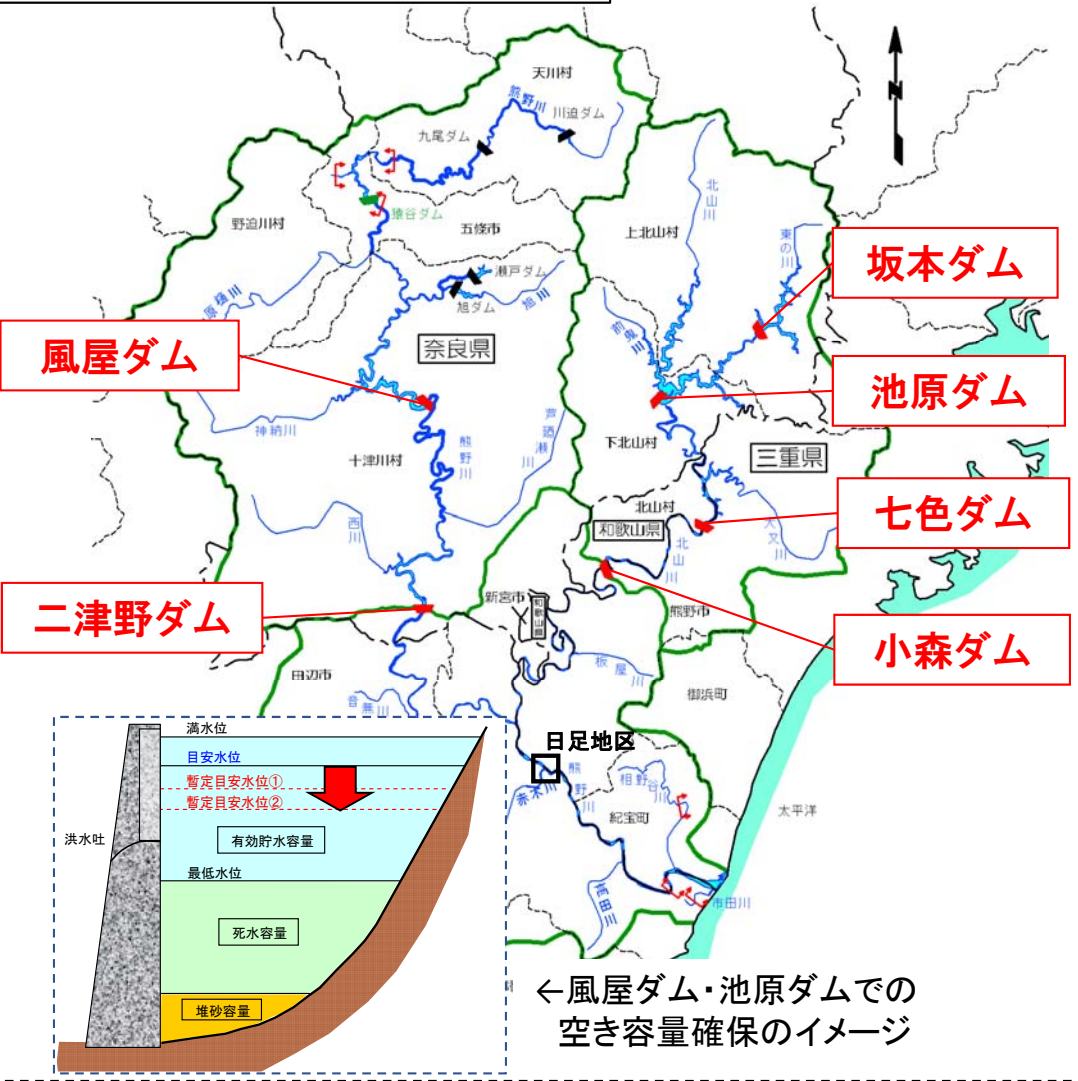 天川村
熊野川
川迫ダム
九尾ダム
N
北山川
野迫川村
猿谷ダム
五條市
上北山村
東の川
坂本ダム
瀬戸ダム
旭ダム
旭川
原樋川
前鬼川
風屋ダム
奈良県
池原ダム
神納川
芦廼瀬川
熊野川
下北山村
三重県
十津川村
北山村
七色ダム
和歌山県
大又川
西川
北山川
二津野ダム
新宮市
和歌山県
熊野市
小森ダム
田辺市
板屋川
音無川
御浜町
日足地区
赤木川
熊野川
相野谷川
紀宝町
太平洋
市田川
満水位
目安水位
暫定目安水位①
暫定目安水位②
洪水吐
有効貯水容量
最低水位
死水容量
堆砂容量
←風屋ダム・池原ダムでの
空き容量確保のイメージ